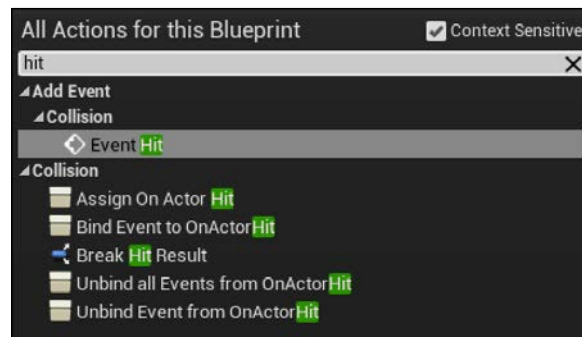 All Actions for this Blueprint Context Sensitive
hit
Add Event
Collision
Event Hit
Collision
Assign On Actor Hit
Bind Event to OnActorHit
Break Hit Result
Unbind all Events from OnActorHit
Unbind Event from OnActorHit